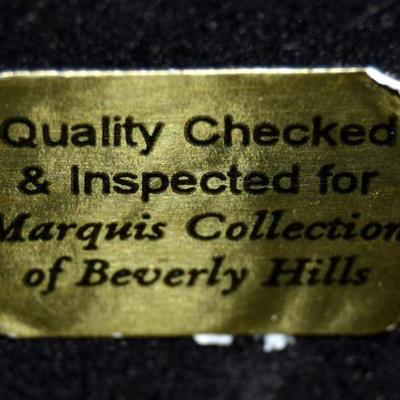 Quality Checked
& Inspected for
Marquis Collection
of Beverly Hills